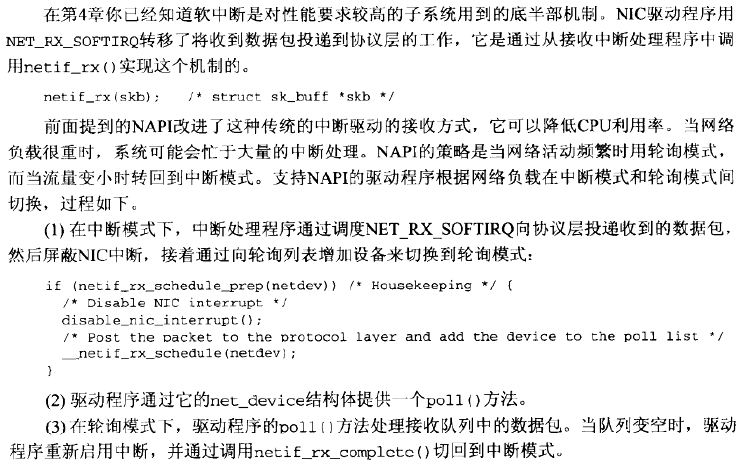 在第4章你已经知道软中断是对性能要求较高的子系统用到的底半部机制。NIC驱动程序用
NET_RX_SOFTIRQ转移了将收到数据包投递到协议层的工作，它是通过从接收中断处理程序中调
用netif_rx()实现这个机制的。
netif_rx(skb);   /* struct sk_buff *skb */
前面提到的NAPI改进了这种传统的中断驱动的接收方式，它可以降低CPU利用率。当网络
负载很重时，系统可能会忙于大量的中断处理。NAPI的策略是当网络活动频繁时用轮询模式，
而当流量变小时转回到中断模式。支持NAPI的驱动程序根据网络负载在中断模式和轮询模式间
切换，过程如下。
(1) 在中断模式下，中断处理程序通过调度NET_RX_SOFTIRQ向协议层投递收到的数据包，
然后屏蔽NIC中断，接着通过向轮询列表增加设备来切换到轮询模式：
if (netif_rx_schedule_prep(netdev)) /* Housekeeping */ {
/* Disable NIC interrupt */
disable_nic_interrupt();
/* Post the packet to the protocol layer and add the device to the poll list */
__netif_rx_schedule(netdev);
}
(2) 驱动程序通过它的net_device结构体提供一个poll()方法。
(3) 在轮询模式下，驱动程序的poll()方法处理接收队列中的数据包。当队列变空时，驱动
程序重新启用中断，并通过调用netif_rx_complete()切回到中断模式。